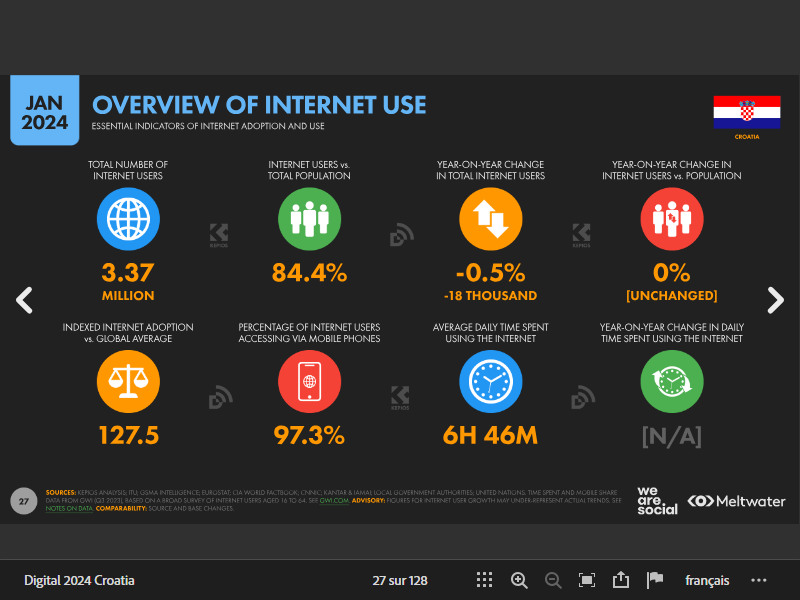 JAN
2024
OVERVIEW OF INTERNET USE
ESSENTIAL INDICATORS OF INTERNET ADOPTION AND USE
CROATIA
TOTAL NUMBER OF
INTERNET USERS
3.37
MILLION
INTERNET USERS vs.
TOTAL POPULATION
84.4%
YEAR-ON-YEAR CHANGE
IN TOTAL INTERNET USERS
-0.5%
-18 THOUSAND
YEAR-ON-YEAR CHANGE IN
INTERNET USERS vs. POPULATION
0%
[UNCHANGED]
KEPIOS
KEPIOS
INDEXED INTERNET ADOPTION
vs. GLOBAL AVERAGE
127.5
PERCENTAGE OF INTERNET USERS
ACCESSING VIA MOBILE PHONES
97.3%
AVERAGE DAILY TIME SPENT
USING THE INTERNET
6H 46M
YEAR-ON-YEAR CHANGE IN DAILY
TIME SPENT USING THE INTERNET
[N/A]
KEPIOS
27
SOURCES: KEPIOS ANALYSIS; ITU; GSMA INTELLIGENCE; EUROSTAT; CIA WORLD FACTBOOK; CNNIC; KANTAR & IAMAI; LOCAL GOVERNMENT AUTHORITIES; UNITED NATIONS. TIME SPENT AND MOBILE SHARE
DATA FROM GWI (Q3 2023), BASED ON A BROAD SURVEY OF INTERNET USERS AGED 16 TO 64. SEE GWI.COM. ADVISORY: FIGURES FOR INTERNET USER GROWTH MAY UNDER-REPRESENT ACTUAL TRENDS. SEE
NOTES ON DATA. COMPARABILITY: SOURCE AND BASE CHANGES.
we
are.
social
Meltwater
Digital 2024 Croatia
27 sur 128
français